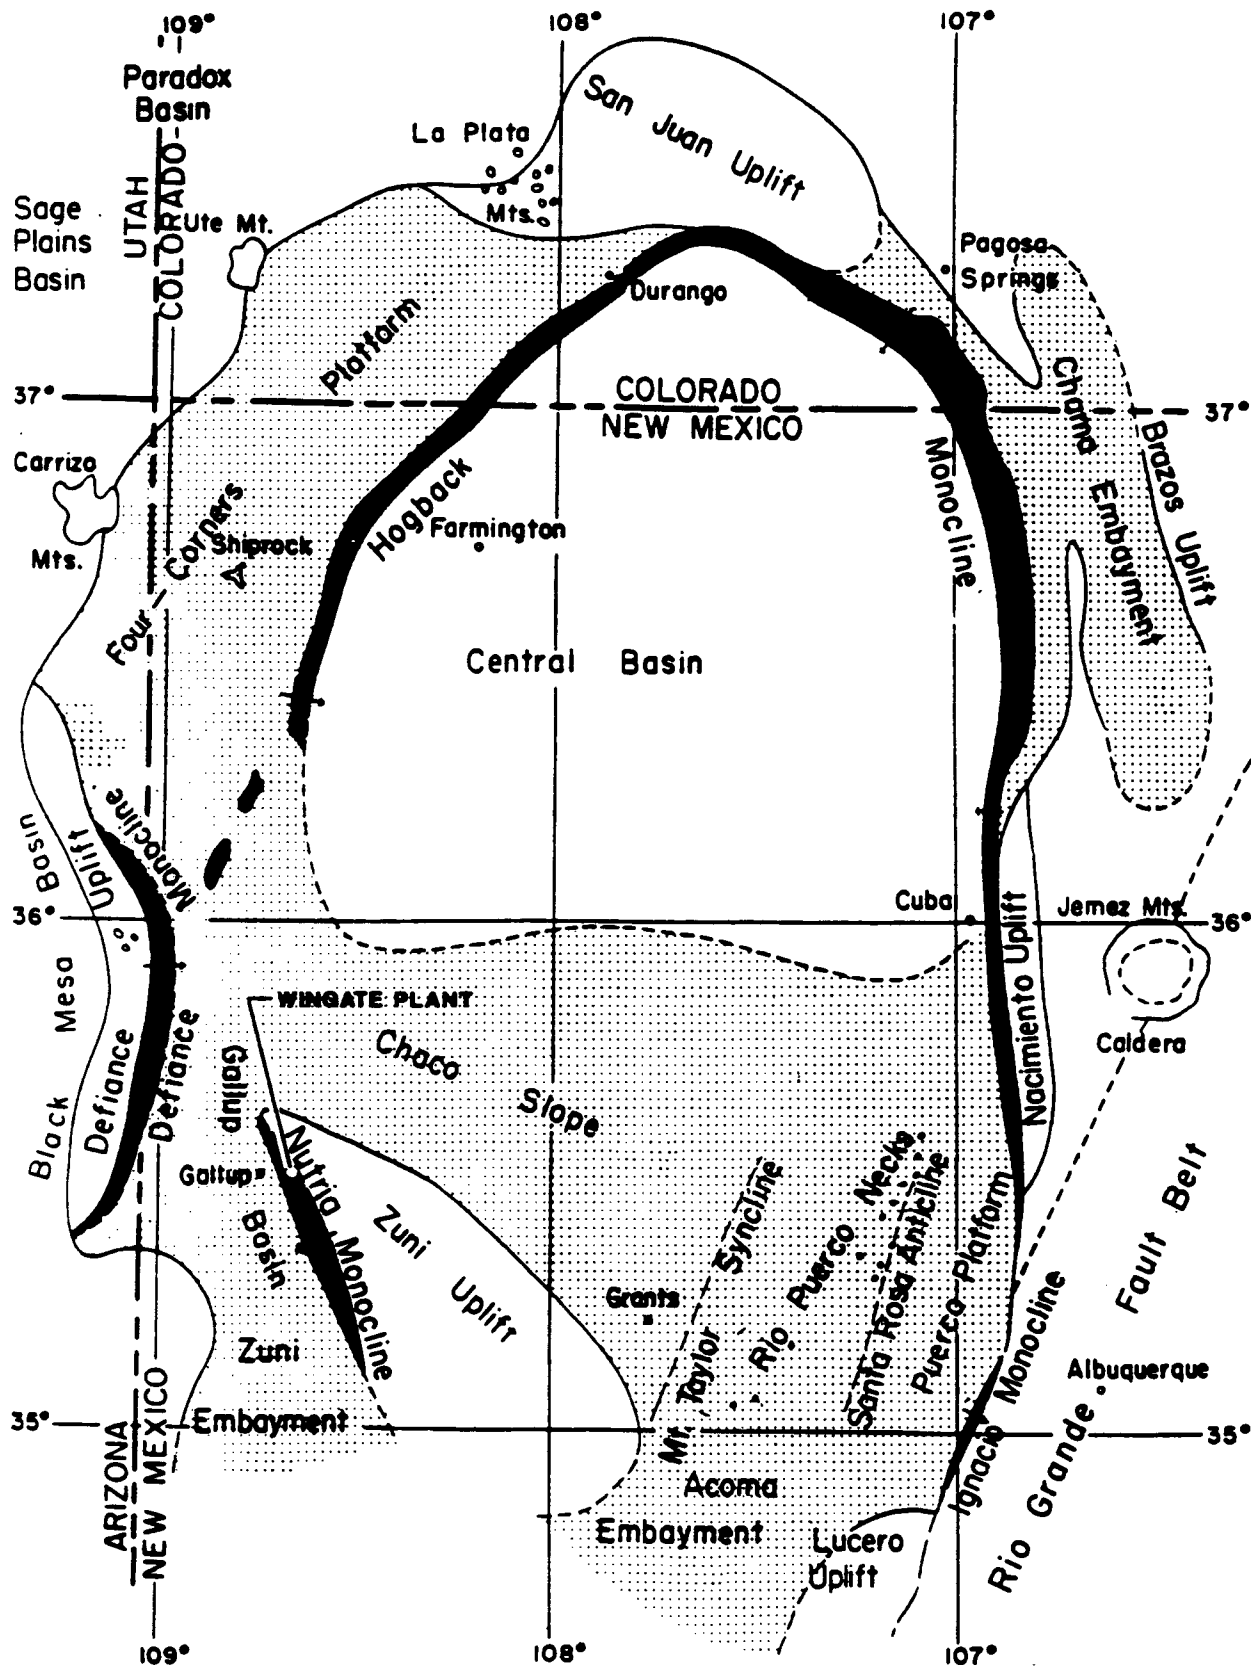 109°
108°
107°
Paradox
Basin
San Juan Uplift
La Plata
Mts.
UTAH
COLORADO
Sage
Plains
Basin
Ute Mt.
Pagosa
Springs
Durango
Platform
37°
COLORADO
NEW MEXICO
37°
Chama Embayment
Brazos Uplift
Carrizo
Mts.
Hogback
Monocline
Farmington
Corners
Shiprock
Four
Central Basin
Monocline
Uplift
Basin
36°
Cuba
Jemez Mts.
36°
Mesa
WINGATE PLANT
Nacimiento Uplift
Chaco
Slope
Caldera
Defiance
Defiance
Gallup
Black
Gallup
Nutria Monocline
Basin
Zuni
Uplift
Syncline
Necks
Puerco
Rio
Santa Rosa Anticline
Puerco Platform
Fault Belt
Grants
Mt. Taylor
Ignacio Monocline
Albuquerque
Zuni
Embayment
35°
35°
ARIZONA
NEW MEXICO
Acoma
Embayment
Lucero
Uplift
Rio Grande
109°
108°
107°